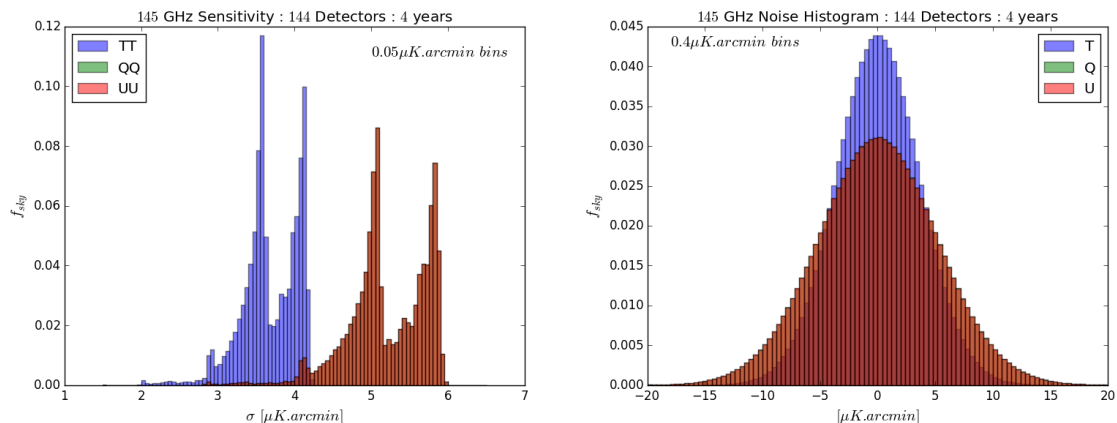 145 GHz Sensitivity : 144 Detectors : 4 years
0.12
0.10
0.08
0.06
0.04
0.02
0.00
f_sky
TT
QQ
UU
0.05μK.arcmin bins
1 2 3 4 5 6 7
σ [μK.arcmin]
145 GHz Noise Histogram : 144 Detectors : 4 years
0.045
0.040
0.035
0.030
0.025
0.020
0.015
0.010
0.005
0.000
f_sky
0.4μK.arcmin bins
T
Q
U
−20 −15 −10 −5 0 5 10 15 20
[μK.arcmin]